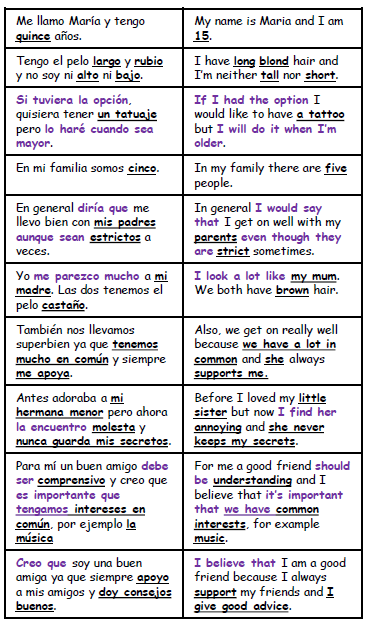 Me llamo María y tengo
quince años.
My name is Maria and I am
15.
Tengo el pelo largo y rubio
y no soy ni alto ni bajo.
I have long blond hair and
I'm neither tall nor short.
Si tuviera la opción,
quisiera tener un tatuaje
pero lo haré cuando sea
mayor.
If I had the option I
would like to have a tattoo
but I will do it when I'm
older.
En mi familia somos cinco.
In my family there are five
people.
En general diría que me
llevo bien con mis padres
aunque sean estrictos a
veces.
In general I would say
that I get on well with my
parents even though they
are strict sometimes.
Yo me parezco mucho a mi
madre. Las dos tenemos el
pelo castaño.
I look a lot like my mum.
We both have brown hair.
También nos llevamos
superbien ya que tenemos
mucho en común y siempre
me apoya.
Also, we get on really well
because we have a lot in
common and she always
supports me.
Antes adoraba a mi
hermana menor pero ahora
la encuentro molesta y
nunca guarda mis secretos.
Before I loved my little
sister but now I find her
annoying and she never
keeps my secrets.
Para mí un buen amigo debe
ser comprensivo y creo que
es importante que
tengamos intereses en
común, por ejemplo la
música
For me a good friend should
be understanding and I
believe that it's important
that we have common
interests, for example
music.
Creo que soy una buen
amiga ya que siempre apoyo
a mis amigos y doy consejos
buenos.
I believe that I am a good
friend because I always
support my friends and I
give good advice.